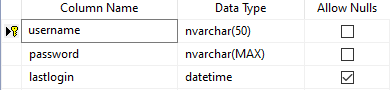 Column Name Data Type Allow Nulls
username nvarchar(50)
password nvarchar(MAX)
lastlogin datetime